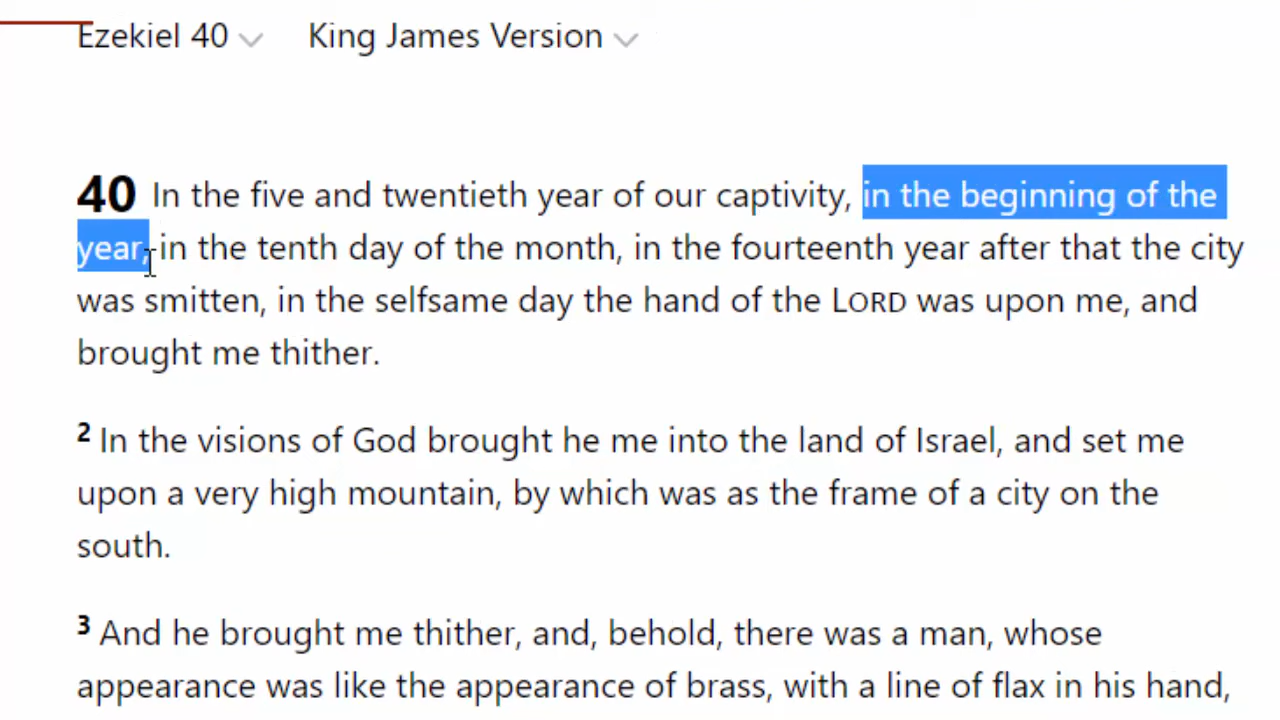 Ezekiel 40 King James Version
40 In the five and twentieth year of our captivity, in the beginning of the
year, in the tenth day of the month, in the fourteenth year after that the city
was smitten, in the selfsame day the hand of the LORD was upon me, and
brought me thither.
2 In the visions of God brought he me into the land of Israel, and set me
upon a very high mountain, by which was as the frame of a city on the
south.
3 And he brought me thither, and, behold, there was a man, whose
appearance was like the appearance of brass, with a line of flax in his hand,